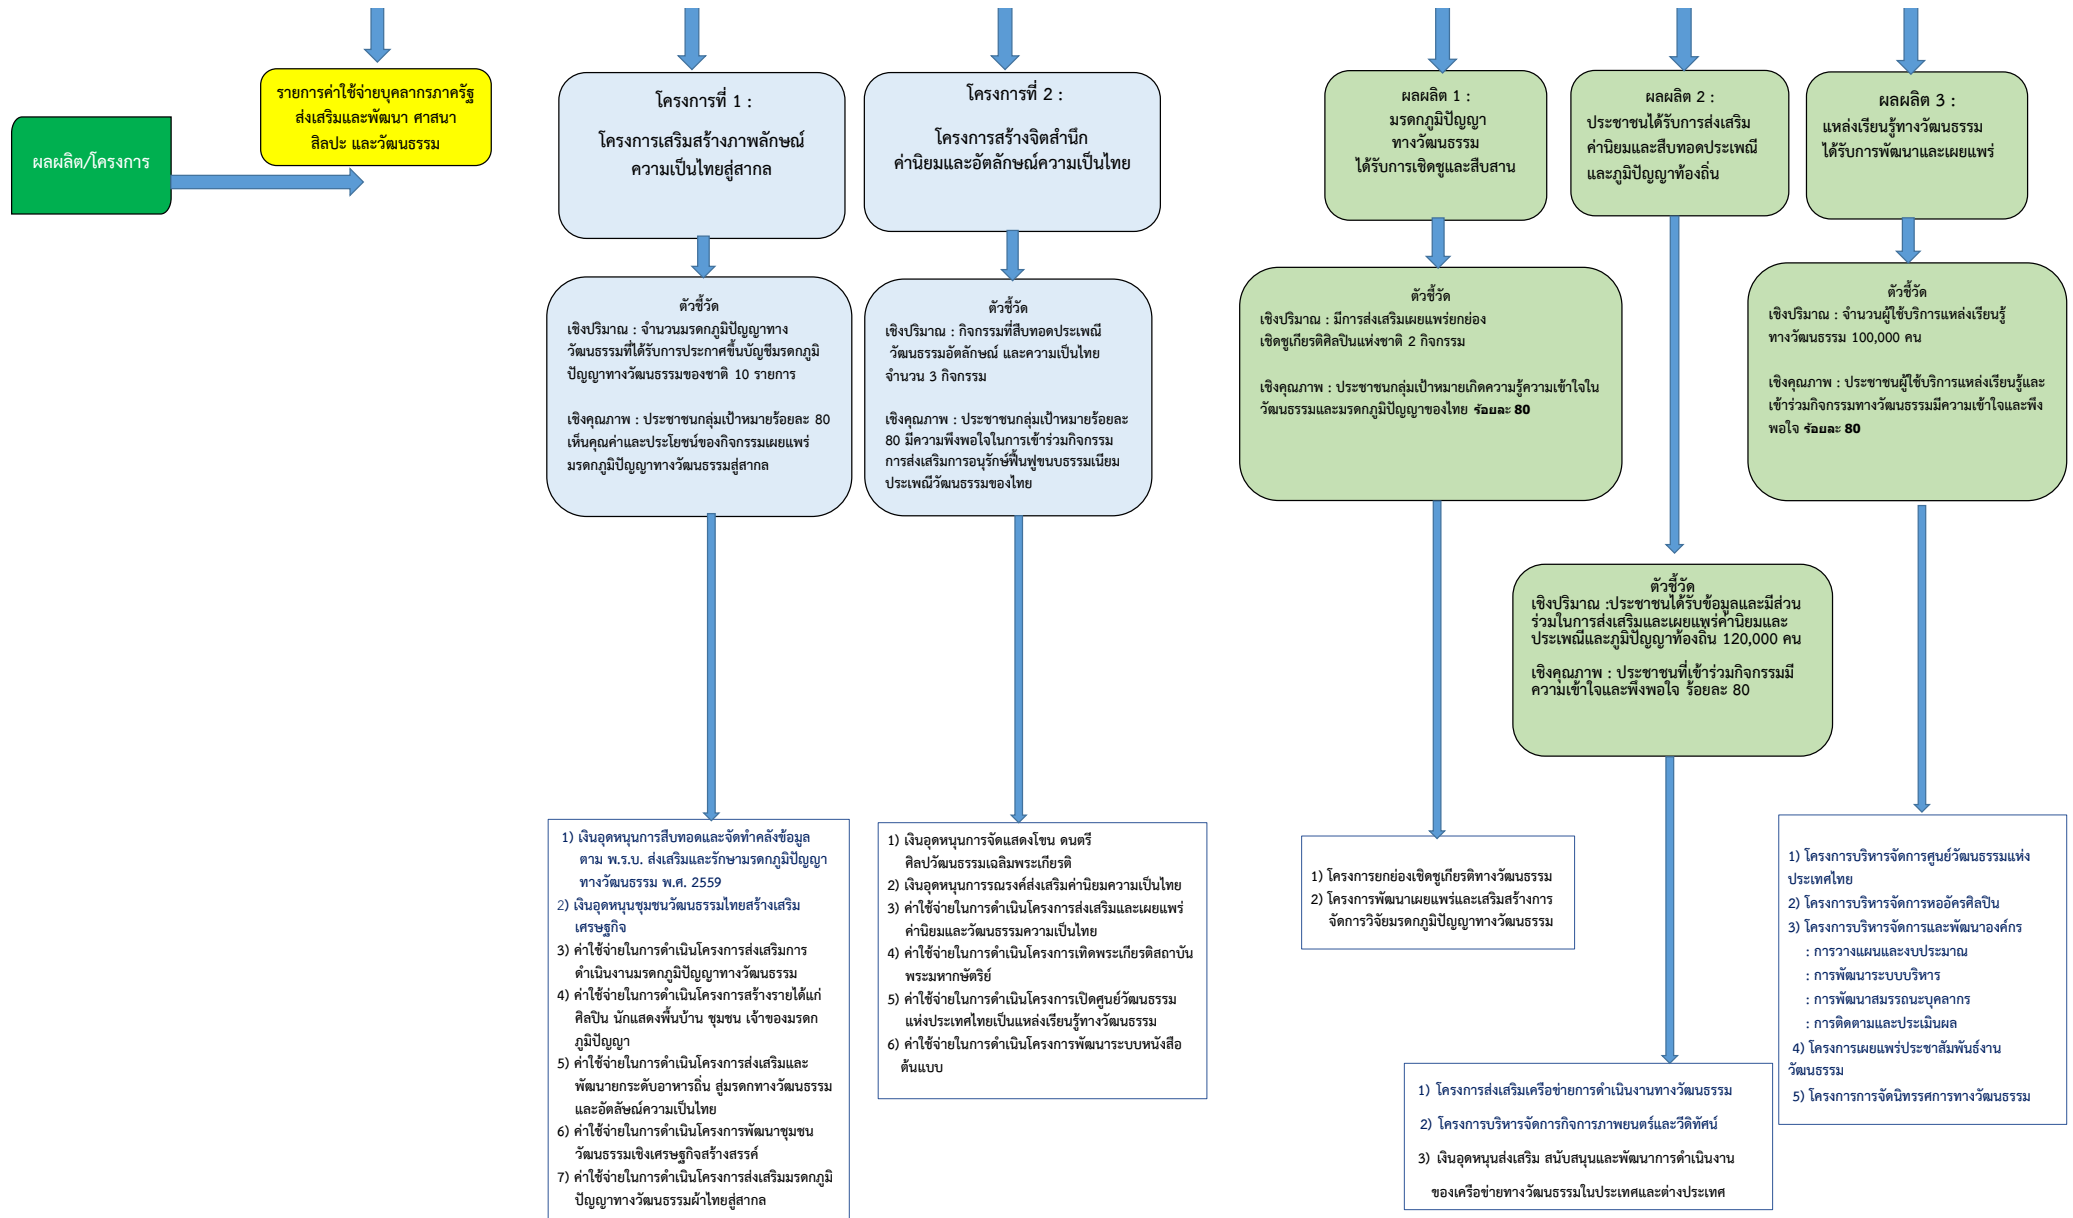 ผลผลิต/โครงการ
รายการค่าใช้จ่ายบุคลากรภาครัฐ
ส่งเสริมและพัฒนา ศาสนา
ศิลปะ และวัฒนธรรม
โครงการที่ 1 :
โครงการเสริมสร้างภาพลักษณ์
ความเป็นไทยสู่สากล
โครงการที่ 2 :
โครงการสร้างจิตสำนึก
ค่านิยมและอัตลักษณ์ความเป็นไทย
ผลผลิต 1 :
มรดกภูมิปัญญา
ทางวัฒนธรรม
ได้รับการเชิดชูและสืบสาน
ผลผลิต 2 :
ประชาชนได้รับการส่งเสริม
ค่านิยมและสืบทอดประเพณี
และภูมิปัญญาท้องถิ่น
ผลผลิต 3 :
แหล่งเรียนรู้ทางวัฒนธรรม
ได้รับการพัฒนาและเผยแพร่
ตัวชี้วัด
เชิงปริมาณ : จำนวนมรดกภูมิปัญญาทาง
วัฒนธรรมที่ได้รับการประกาศขึ้นบัญชีมรดกภูมิ
ปัญญาทางวัฒนธรรมของชาติ 10 รายการ
เชิงคุณภาพ : ประชาชนกลุ่มเป้าหมายร้อยละ 80
เห็นคุณค่าและประโยชน์ของกิจกรรมเผยแพร่
มรดกภูมิปัญญาทางวัฒนธรรมสู่สากล
ตัวชี้วัด
เชิงปริมาณ : กิจกรรมที่สืบทอดประเพณี
วัฒนธรรมอัตลักษณ์ และความเป็นไทย
จำนวน 3 กิจกรรม
เชิงคุณภาพ : ประชาชนกลุ่มเป้าหมายร้อยละ
80 มีความพึงพอใจในการเข้าร่วมกิจกรรม
การส่งเสริมการอนุรักษ์ฟื้นฟูขนบธรรมเนียม
ประเพณีวัฒนธรรมของไทย
ตัวชี้วัด
เชิงปริมาณ : มีการส่งเสริมเผยแพร่ยกย่อง
เชิดชูเกียรติศิลปินแห่งชาติ 2 กิจกรรม
เชิงคุณภาพ : ประชาชนกลุ่มเป้าหมายเกิดความรู้ความเข้าใจใน
วัฒนธรรมและมรดกภูมิปัญญาของไทย ร้อยละ 80
ตัวชี้วัด
เชิงปริมาณ : จำนวนผู้ใช้บริการแหล่งเรียนรู้
ทางวัฒนธรรม 100,000 คน
เชิงคุณภาพ : ประชาชนผู้ใช้บริการแหล่งเรียนรู้และ
เข้าร่วมกิจกรรมทางวัฒนธรรมมีความเข้าใจและพึง
พอใจ ร้อยละ 80
ตัวชี้วัด
เชิงปริมาณ :ประชาชนได้รับข้อมูลและมีส่วน
ร่วมในการส่งเสริมและเผยแพร่ค่านิยมและ
ประเพณีและภูมิปัญญาท้องถิ่น 120,000 คน
เชิงคุณภาพ : ประชาชนที่เข้าร่วมกิจกรรมมี
ความเข้าใจและพึงพอใจ ร้อยละ 80
1) เงินอุดหนุนการสืบทอดและจัดทำคลังข้อมูล
ตาม พ.ร.บ. ส่งเสริมและรักษามรดกภูมิปัญญา
ทางวัฒนธรรม พ.ศ. 2559
2) เงินอุดหนุนชุมชนวัฒนธรรมไทยสร้างเสริม
เศรษฐกิจ
3) ค่าใช้จ่ายในการดำเนินโครงการส่งเสริมการ
ดำเนินงานมรดกภูมิปัญญาทางวัฒนธรรม
4) ค่าใช้จ่ายในการดำเนินโครงการสร้างรายได้แก่
ศิลปิน นักแสดงพื้นบ้าน ชุมชน เจ้าของมรดก
ภูมิปัญญา
5) ค่าใช้จ่ายในการดำเนินโครงการส่งเสริมและ
พัฒนายกระดับอาหารถิ่น สู่มรดกทางวัฒนธรรม
และอัตลัษณ์ความเป็นไทย
6) ค่าใช้จ่ายในการดำเนินโครงการพัฒนาชุมชน
วัฒนธรรมเชิงเศรษฐกิจสร้างสรรค์
7) ค่าใช้จ่ายในการดำเนินโครงการส่งเสริมมรดกภูมิ
ปัญญาทางวัฒนธรรมผ้าไทยสู่สากล
1) เงินอุดหนุนการจัดแสดงโขน ดนตรี
ศิลปวัฒนธรรมเฉลิมพระเกียรติ
2) เงินอุดหนุนการรณรงค์ส่งเสริมค่านิยมความเป็นไทย
3) ค่าใช้จ่ายในการดำเนินโครงการส่งเสริมและเผยแพร่
ค่านิยมและวัฒนธรรมความเป็นไทย
4) ค่าใช้จ่ายในการดำเนินโครงการเทิดพระเกียรติสถาบัน
พระมหากษัตริย์
5) ค่าใช้จ่ายในการดำเนินโครงการเปิดศูนย์วัฒนธรรม
แห่งประเทศไทยเป็นแหล่งเรียนรู้ทางวัฒนธรรม
6) ค่าใช้จ่ายในการดำเนินโครงการพัฒนาระบบหนังสือ
ต้นแบบ
1) โครงการยกย่องเชิดชูเกียรติทางวัฒนธรรม
2) โครงการพัฒนาเผยแพร่และเสริมสร้างการ
จัดการวิจัยมรดกภูมิปัญญาทางวัฒนธรรม
1) โครงการส่งเสริมเครือข่ายการดำเนินงานทางวัฒนธรรม
2) โครงการบริหารจัดการกิจการภาพยนตร์และวีดิทัศน์
3) เงินอุดหนุนส่งเสริม สนับสนุนและพัฒนาการดำเนินงาน
ของเครือข่ายทางวัฒนธรรมในประเทศและต่างประเทศ
1) โครงการบริหารจัดการศูนย์วัฒนธรรมแห่ง
ประเทศไทย
2) โครงการบริหารจัดการหออัครศิลปิน
3) โครงการบริหารจัดการและพัฒนาองค์กร
: การวางแผนและงบประมาณ
: การพัฒนาระบบบริหาร
: การพัฒนาสมรรถนะบุคลากร
: การติดตามและประเมินผล
4) โครงการเผยแพร่ประชาสัมพันธ์งาน
วัฒนธรรม
5) โครงการการจัดนิทรรศการทางวัฒนธรรม